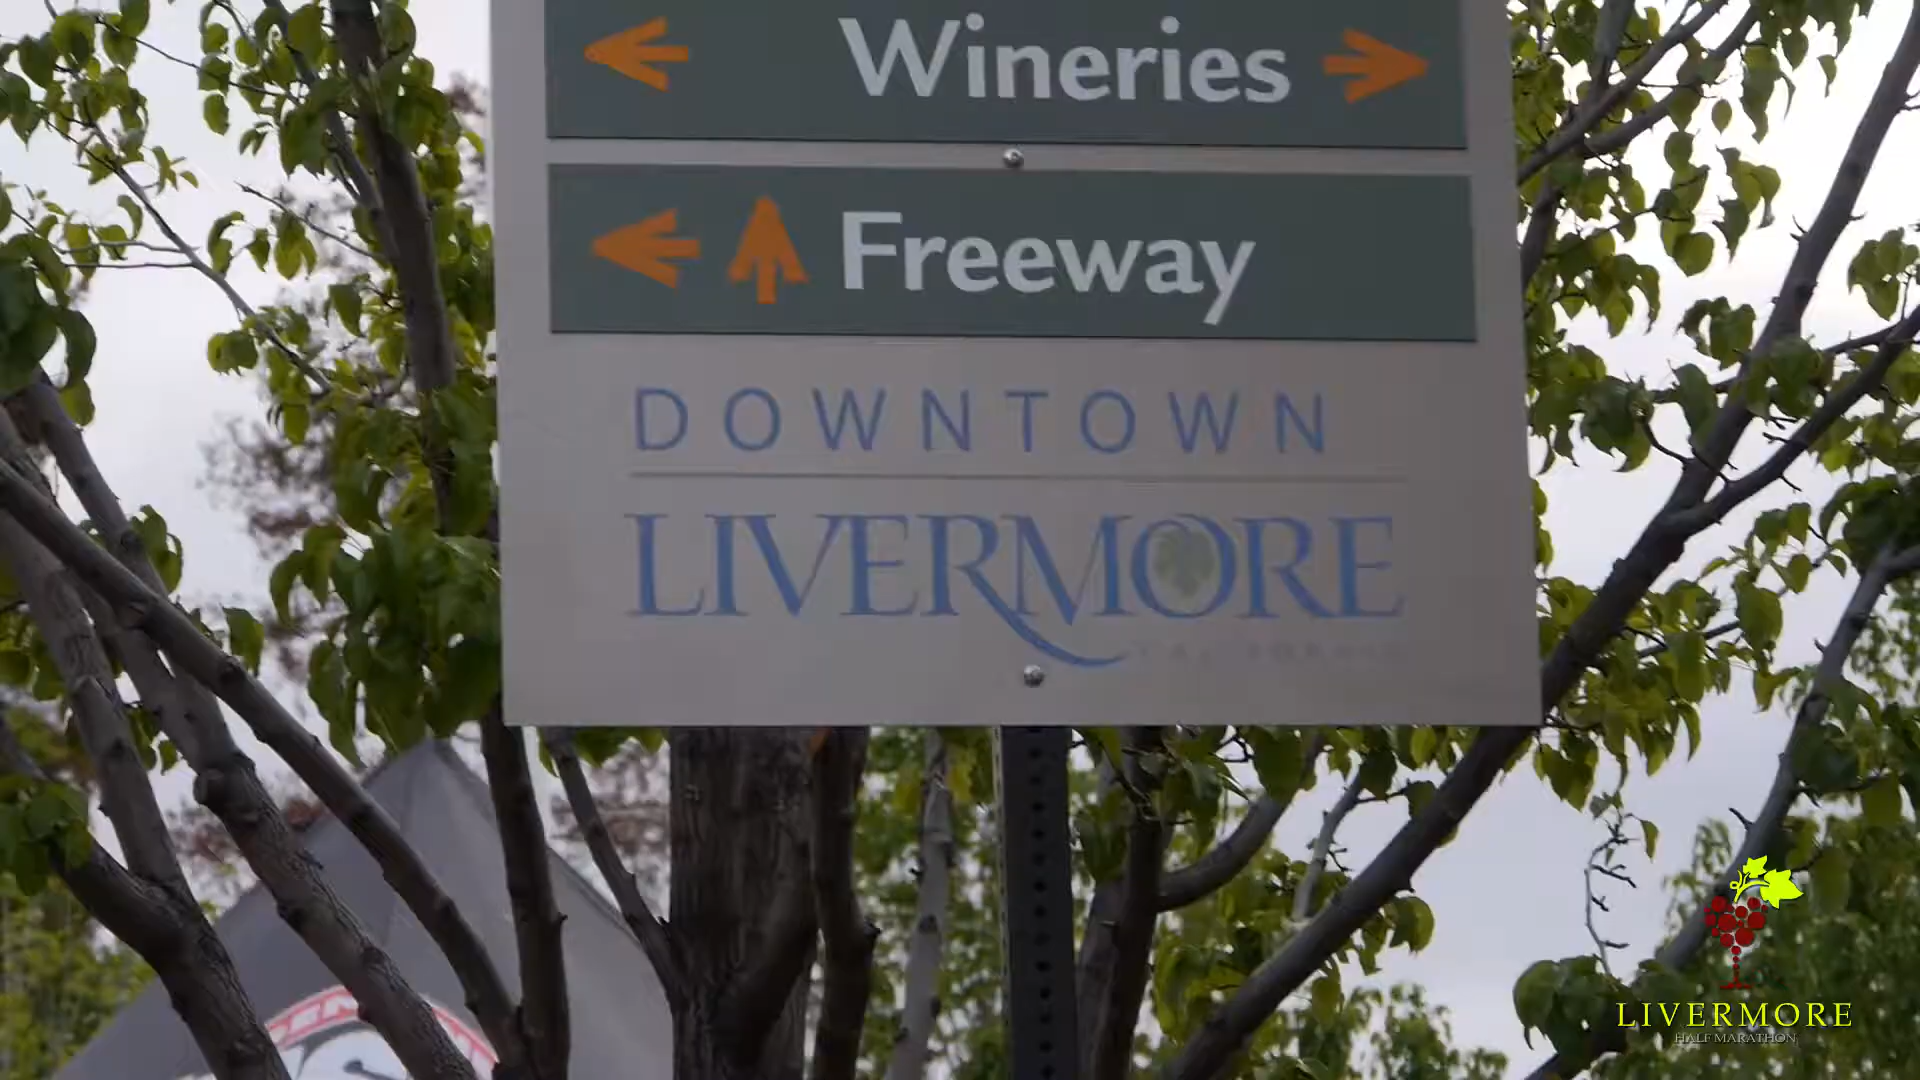 Wineries
Freeway
DOWNTOWN
LIVERMORE
LIVERMORE
HALF MARATHON